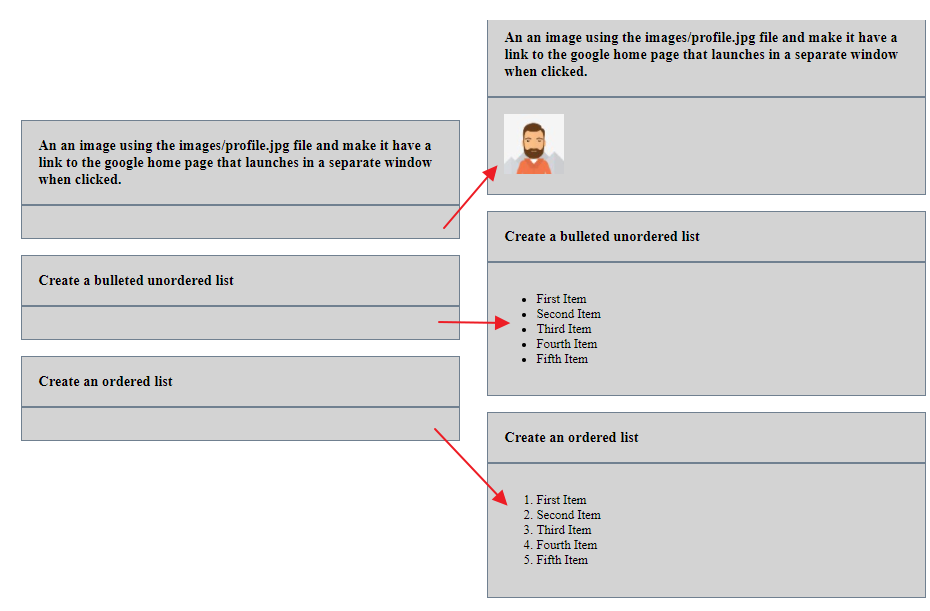 An an image using the images/profile.jpg file and make it have a
link to the google home page that launches in a separate window
when clicked.
Create a bulleted unordered list
Create an ordered list
An an image using the images/profile.jpg file and make it have a
link to the google home page that launches in a separate window
when clicked.
Create a bulleted unordered list
• First Item
• Second Item
• Third Item
• Fourth Item
• Fifth Item
Create an ordered list
1. First Item
2. Second Item
3. Third Item
4. Fourth Item
5. Fifth Item